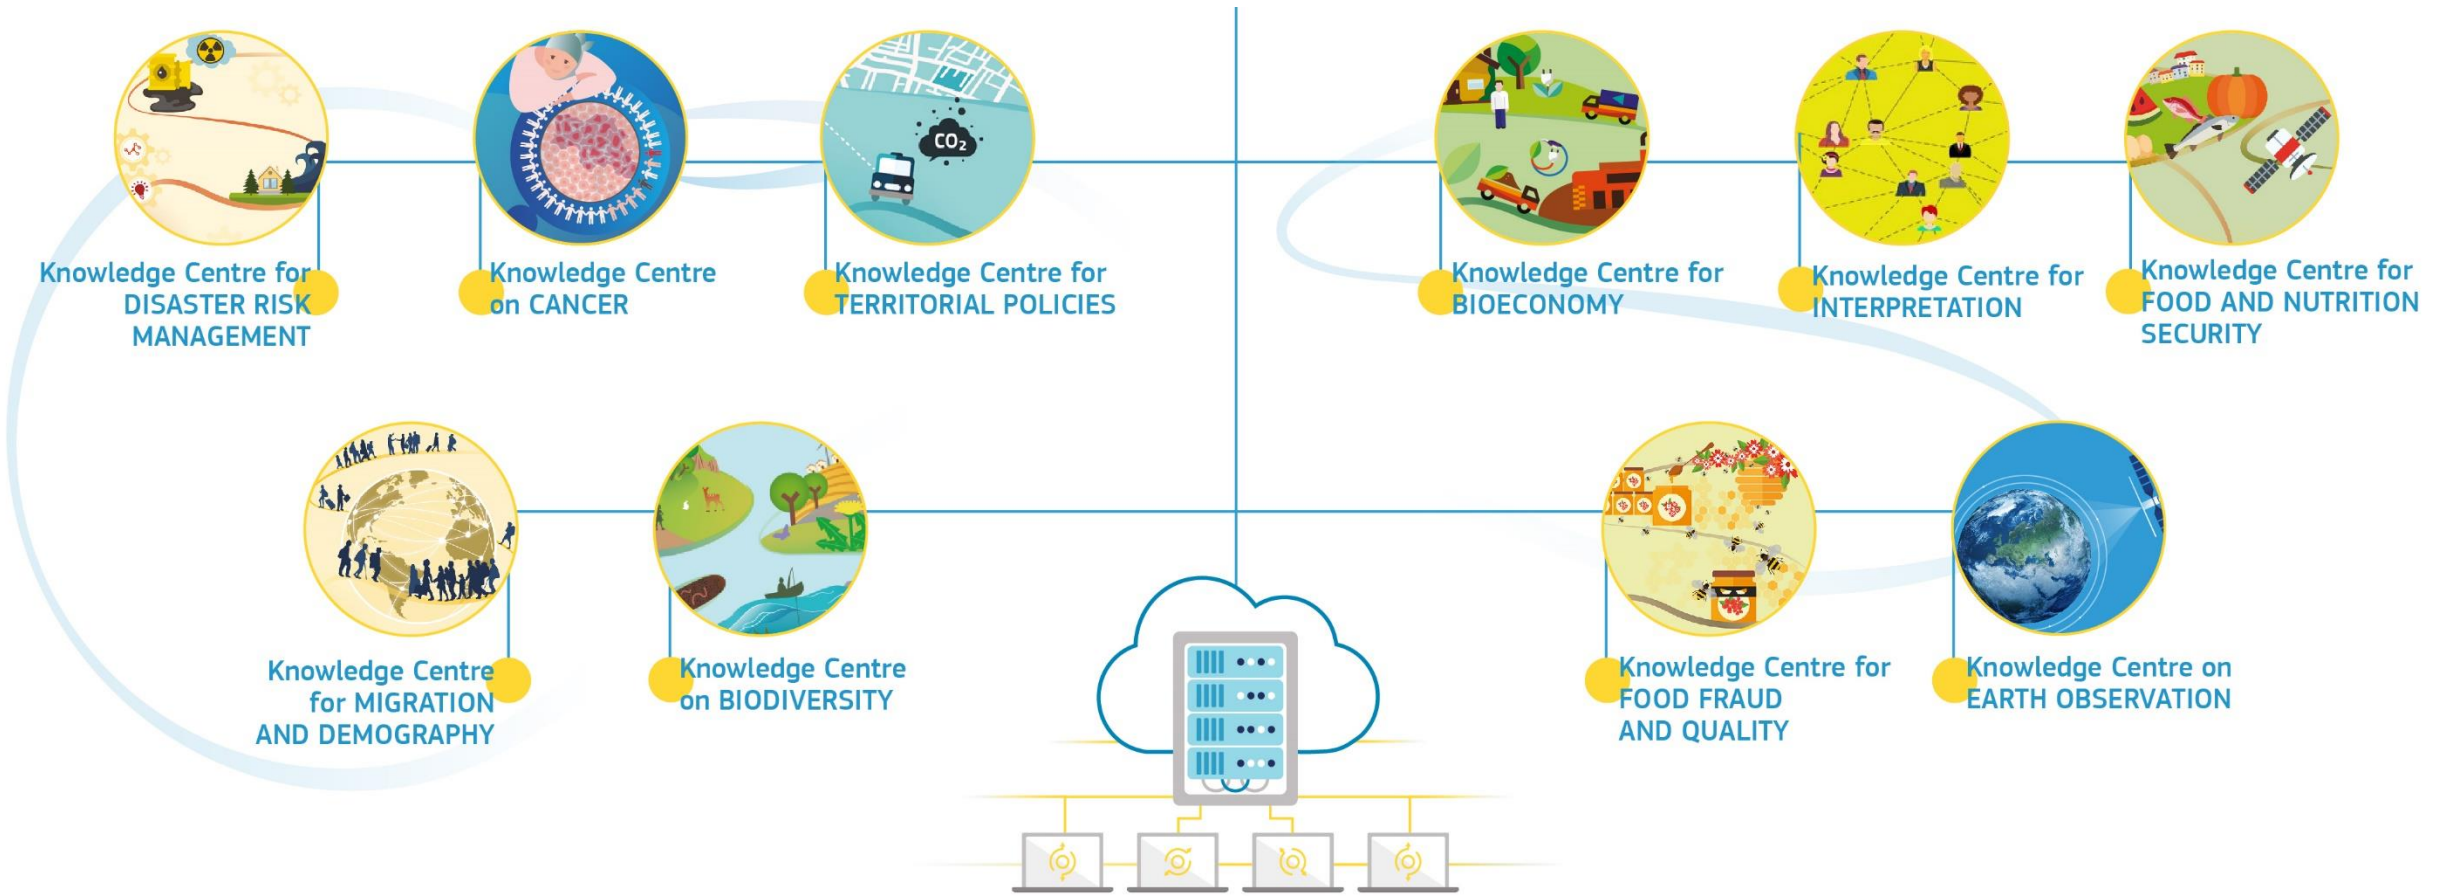 CO₂
Knowledge Centre for
DISASTER RISK
MANAGEMENT
Knowledge Centre
on CANCER
Knowledge Centre for
TERRITORIAL POLICIES
Knowledge Centre for
BIOECONOMY
Knowledge Centre for
INTERPRETATION
Knowledge Centre for
FOOD AND NUTRITION
SECURITY
Knowledge Centre
for MIGRATION
AND DEMOGRAPHY
Knowledge Centre
on BIODIVERSITY
Knowledge Centre for
FOOD FRAUD
AND QUALITY
Knowledge Centre on
EARTH OBSERVATION